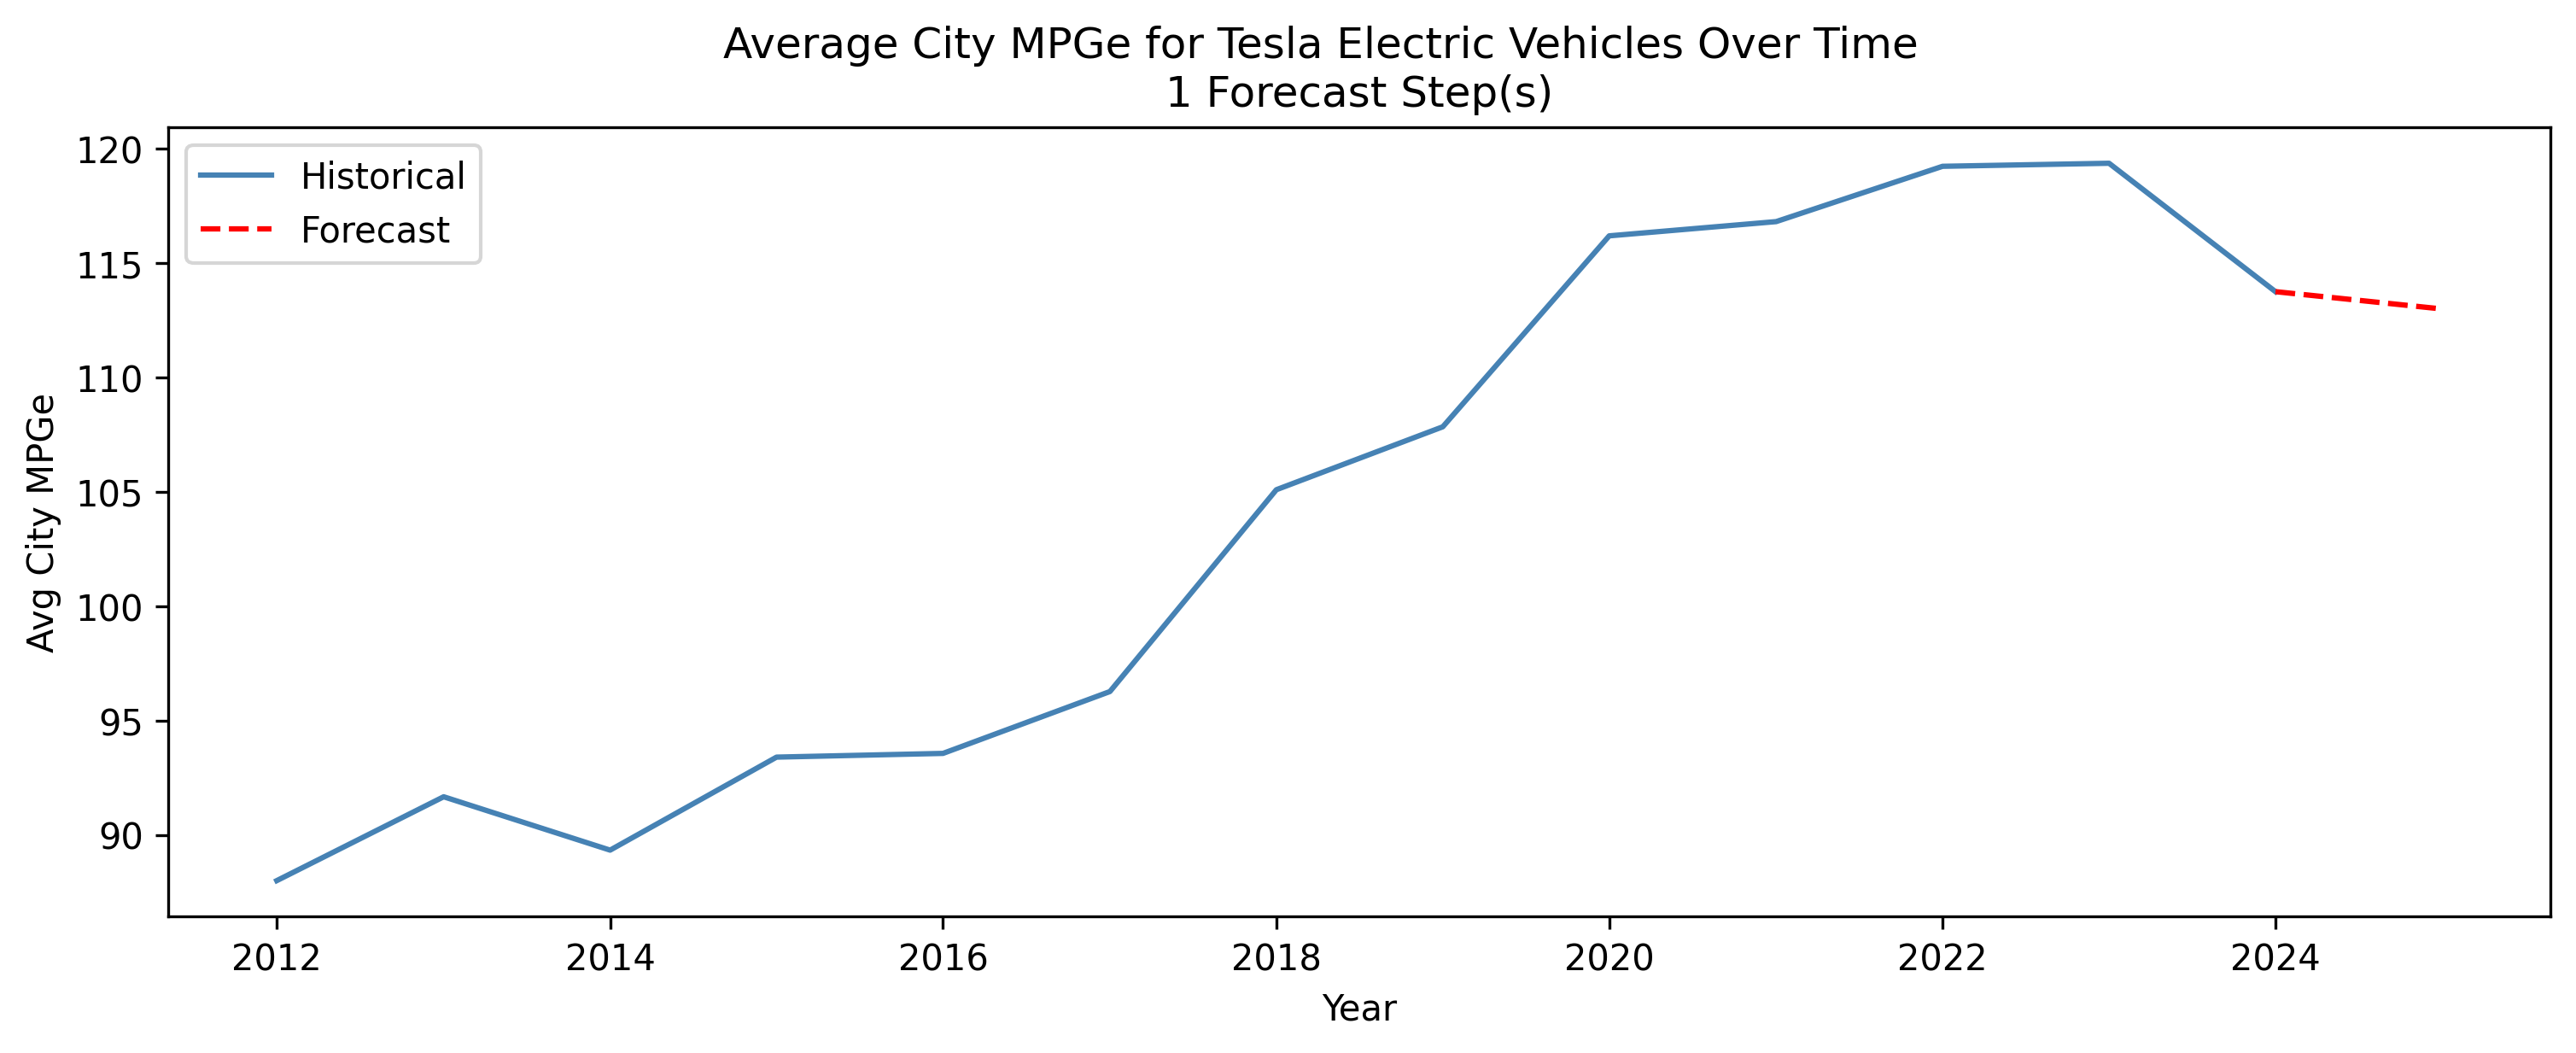 Average City MPGe for Tesla Electric Vehicles Over Time
1 Forecast Step(s)
Historical
Forecast
120
115
110
105
100
95
90
Avg City MPGe
2012 2014 2016 2018 2020 2022 2024
Year